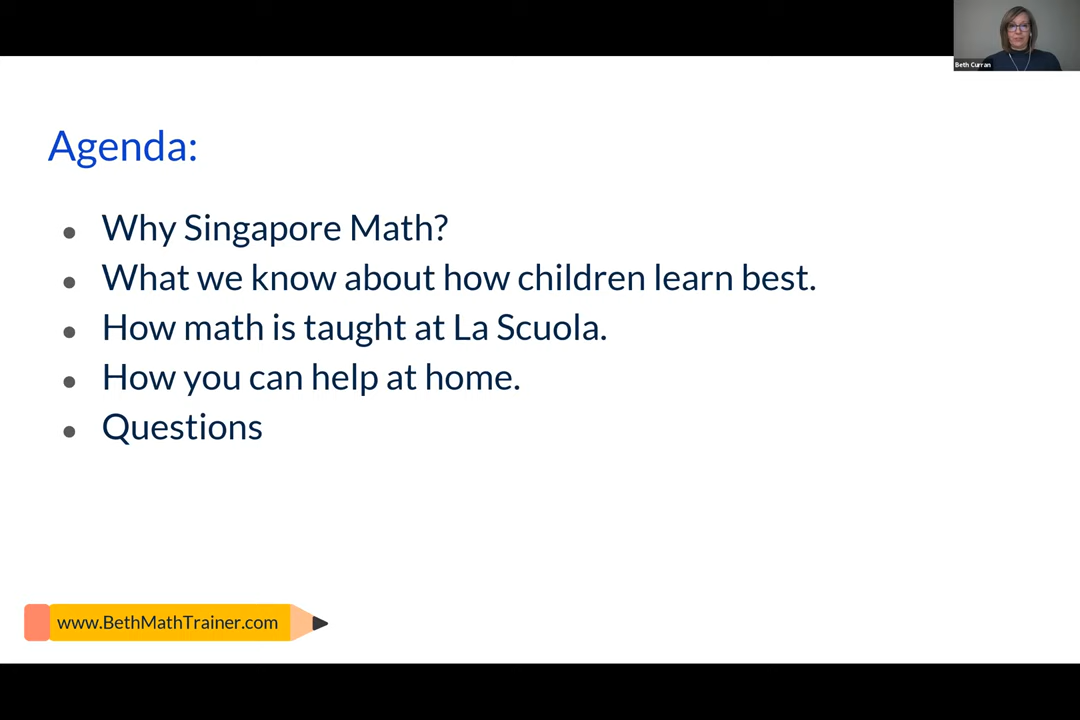 Beth Curran
Agenda:
Why Singapore Math?
What we know about how children learn best.
How math is taught at La Scuola.
How you can help at home.
Questions
www.BethMathTrainer.com